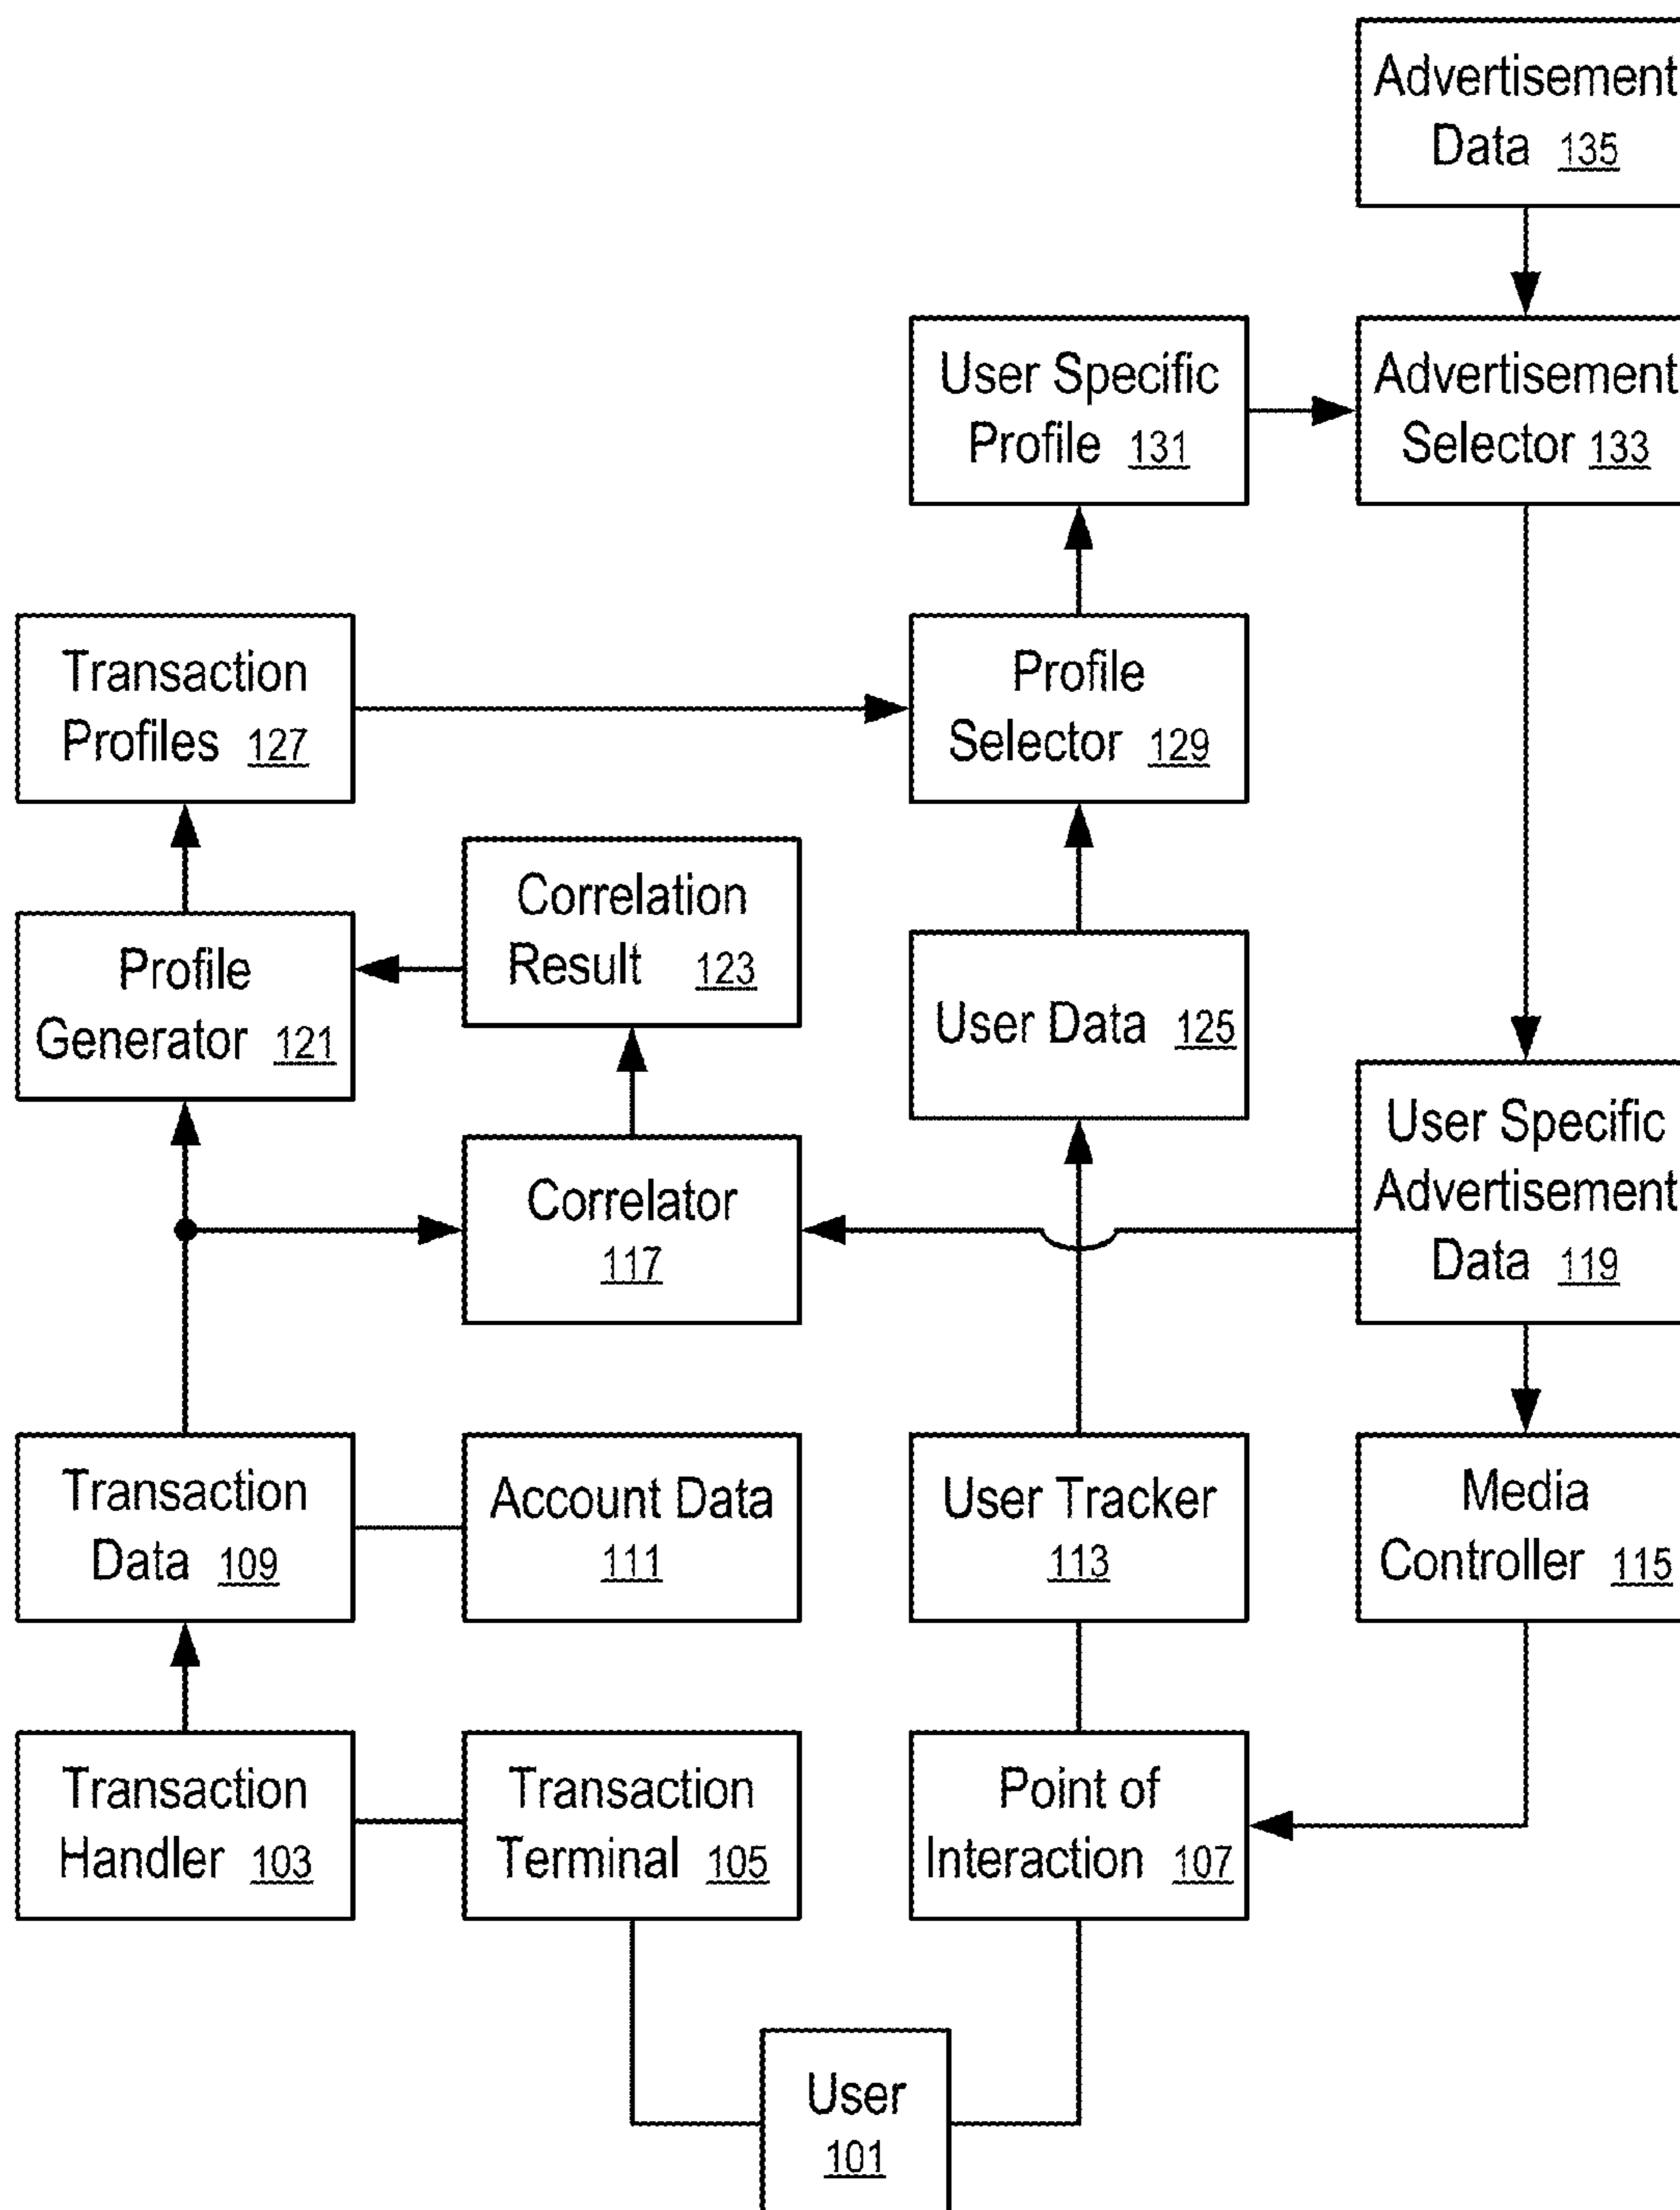 Advertisement
Data 135
User Specific
Profile 131
Advertisement
Selector 133
Transaction
Profiles 127
Profile
Selector 129
Correlation
Result 123
Profile
Generator 121
User Data 125
User Specific
Advertisement
Data 119
Correlator
117
Transaction
Data 109
Account Data
111
User Tracker
113
Media
Controller 115
Transaction
Handler 103
Transaction
Terminal 105
Point of
Interaction 107
User
101